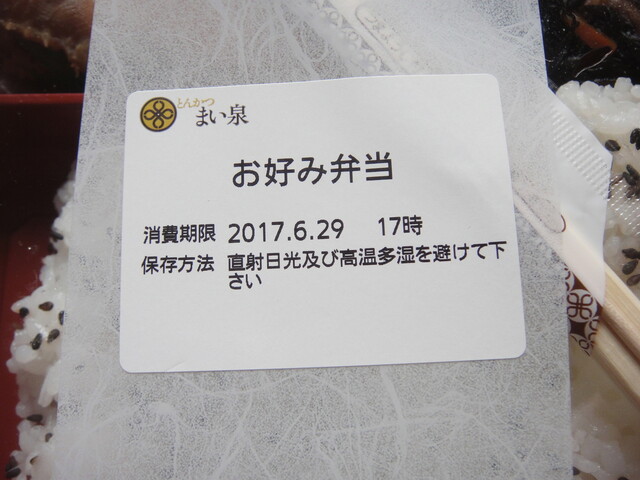 とんかつ
まい泉
お好み弁当
消費期限 2017.6.29 17時
保存方法 直射日光及び高温多湿を避けて下
さい